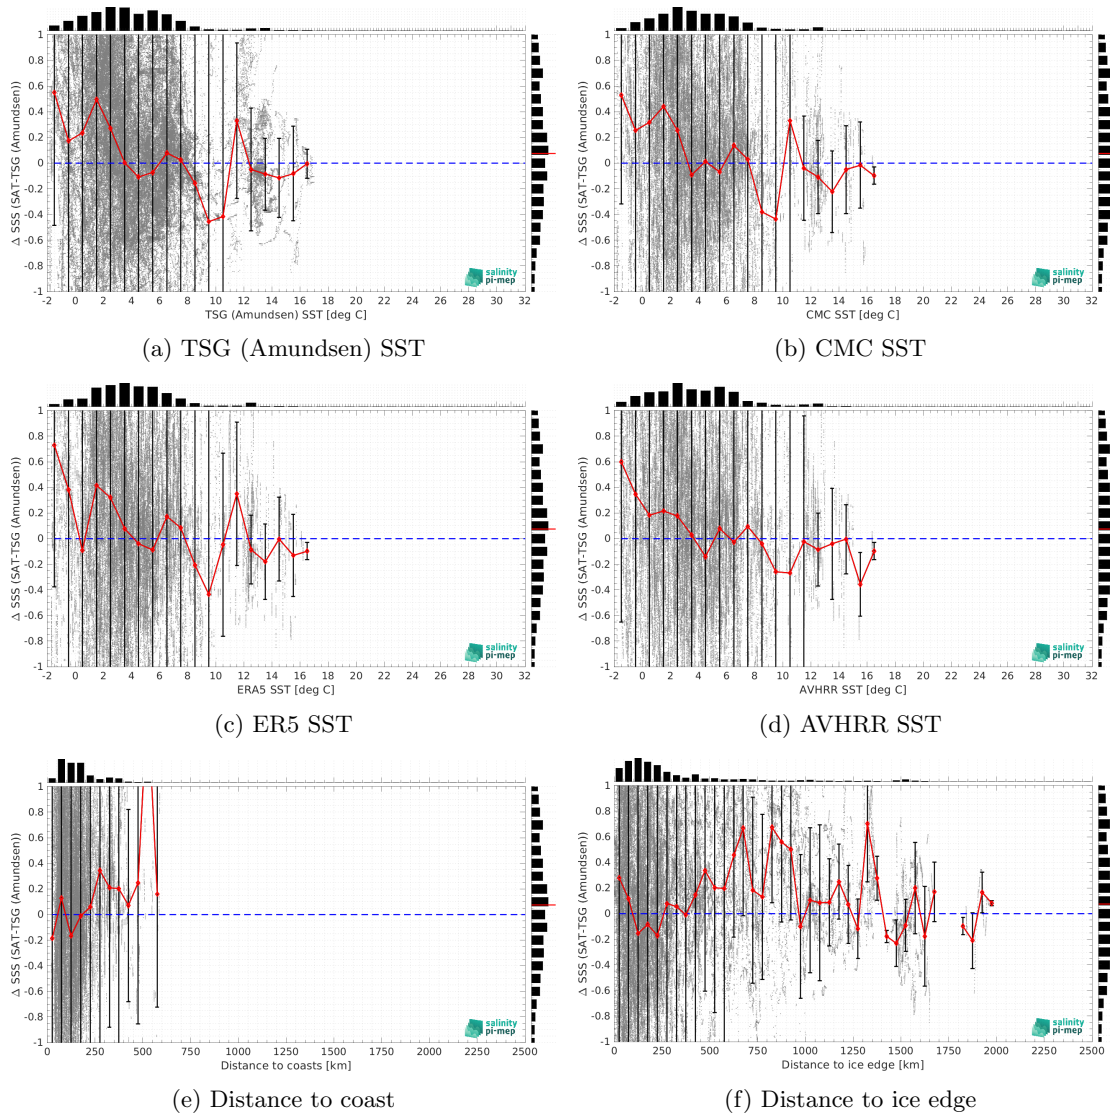 1
0.8
0.6
0.4
0.2
0
-0.2
-0.4
-0.6
-0.8
-1
Δ SSS (SAT-TSG (Amundsen))
-2 0 2 4 6 8 10 12 14 16 18 20 22 24 26 28 30 32
TSG (Amundsen) SST [deg C]
salinity
pi-mep
(a) TSG (Amundsen) SST
1
0.8
0.6
0.4
0.2
0
-0.2
-0.4
-0.6
-0.8
-1
Δ SSS (SAT-TSG (Amundsen))
-2 0 2 4 6 8 10 12 14 16 18 20 22 24 26 28 30 32
CMC SST [deg C]
salinity
pi-mep
(b) CMC SST
1
0.8
0.6
0.4
0.2
0
-0.2
-0.4
-0.6
-0.8
-1
Δ SSS (SAT-TSG (Amundsen))
-2 0 2 4 6 8 10 12 14 16 18 20 22 24 26 28 30 32
ERA5 SST [deg C]
salinity
pi-mep
(c) ER5 SST
1
0.8
0.6
0.4
0.2
0
-0.2
-0.4
-0.6
-0.8
-1
Δ SSS (SAT-TSG (Amundsen))
-2 0 2 4 6 8 10 12 14 16 18 20 22 24 26 28 30 32
AVHRR SST [deg C]
salinity
pi-mep
(d) AVHRR SST
1
0.8
0.6
0.4
0.2
0
-0.2
-0.4
-0.6
-0.8
-1
Δ SSS (SAT-TSG (Amundsen))
0 250 500 750 1000 1250 1500 1750 2000 2250 2500
Distance to coasts [km]
salinity
pi-mep
(e) Distance to coast
1
0.8
0.6
0.4
0.2
0
-0.2
-0.4
-0.6
-0.8
-1
Δ SSS (SAT-TSG (Amundsen))
0 250 500 750 1000 1250 1500 1750 2000 2250 2500
Distance to ice edge [km]
salinity
pi-mep
(f) Distance to ice edge